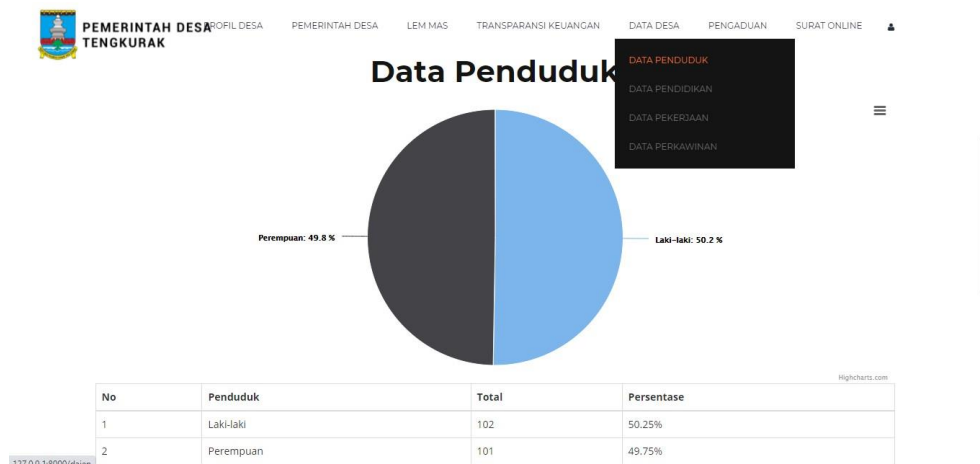 PEMERINTAH DESA
TENGKURAK
PROFIL DESA
PEMERINTAH DESA
LEM MAS
TRANSPARANSI KEUANGAN
DATA DESA
PENGADUAN
SURAT ONLINE
DATA PENDUDUK
DATA PENDIDIKAN
DATA PEKERJAAN
DATA PERKAWINAN
Data Penduduk
Perempuan: 49.8 %
Laki-laki: 50.2 %
Highcharts.com
No Penduduk Total Persentase
1 Laki-laki 102 50.25%
2 Perempuan 101 49.75%